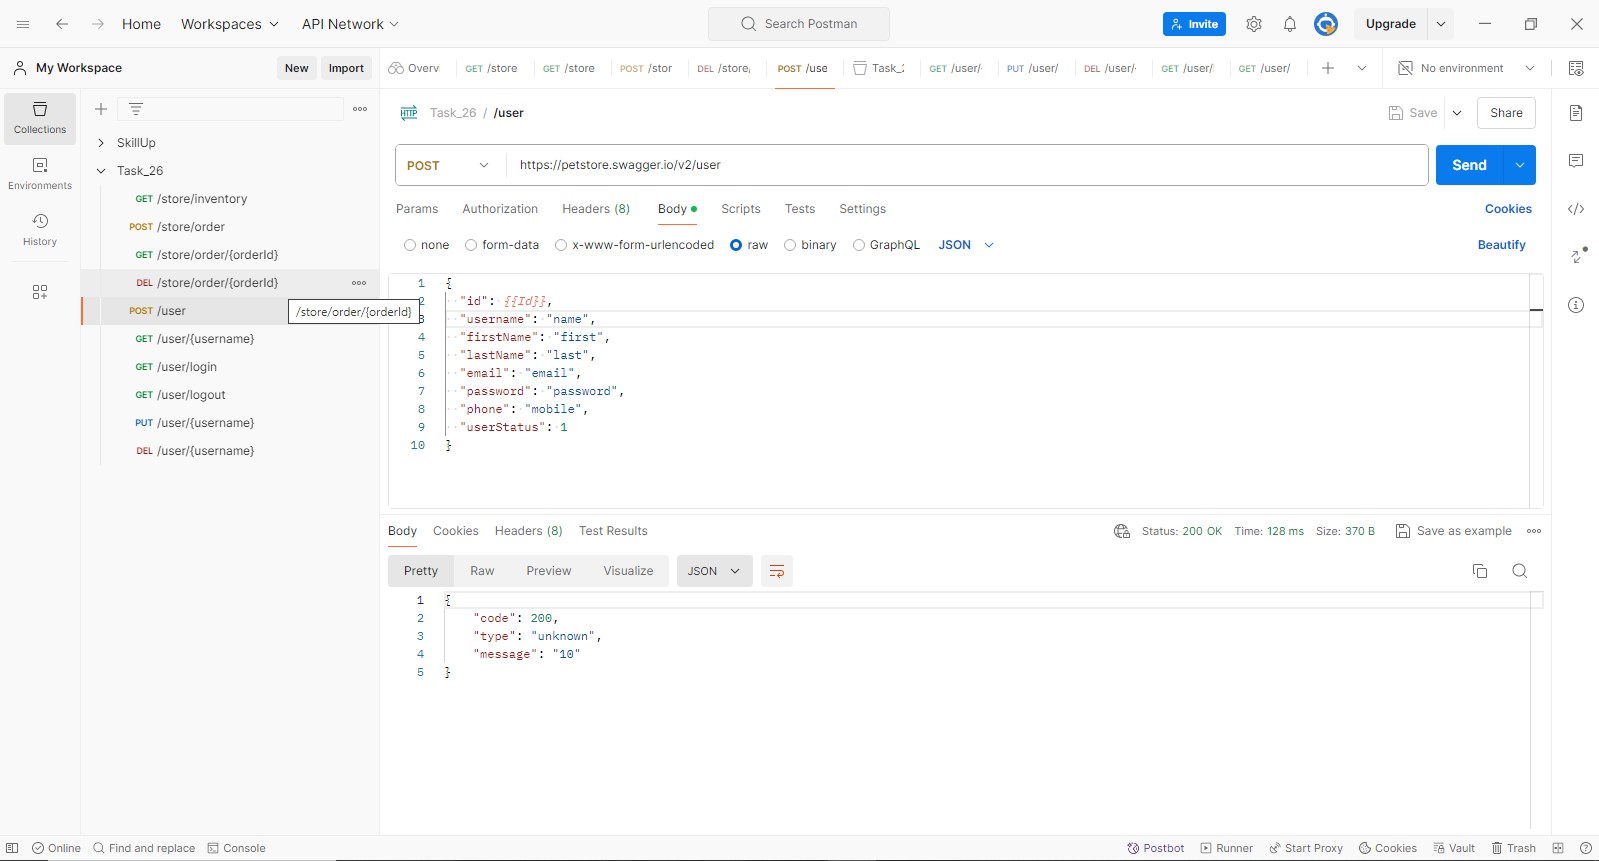 Home Workspaces API Network Search Postman Invite Upgrade
My Workspace New Import Overv GET /store GET /store POST /stor DEL /store, POST /use Task_2 GET /user/ PUT /user/ DEL /user/ GET /user/ GET /user/ No environment
Collections
Environments
History
SkillUp
Task_26
GET /store/inventory
POST /store/order
GET /store/order/{orderId}
DEL /store/order/{orderId}
POST /user
/store/order/{orderId}
GET /user/{username}
GET /user/login
GET /user/logout
PUT /user/{username}
DEL /user/{username}
HTTP Task_26 / /user Save Share
POST https://petstore.swagger.io/v2/user Send
Params Authorization Headers (8) Body Scripts Tests Settings Cookies
none form-data x-www-form-urlencoded raw binary GraphQL JSON Beautify
1 {
2 "id": {{Id}},
3 "username": "name",
4 "firstName": "first",
5 "lastName": "last",
6 "email": "email",
7 "password": "password",
8 "phone": "mobile",
9 "userStatus": 1
10 }
Body Cookies Headers (8) Test Results Status: 200 OK Time: 128 ms Size: 370 B Save as example
Pretty Raw Preview Visualize JSON
1 {
2 "code": 200,
3 "type": "unknown",
4 "message": "10"
5 }
Online Find and replace Console Postbot Runner Start Proxy Cookies Vault Trash